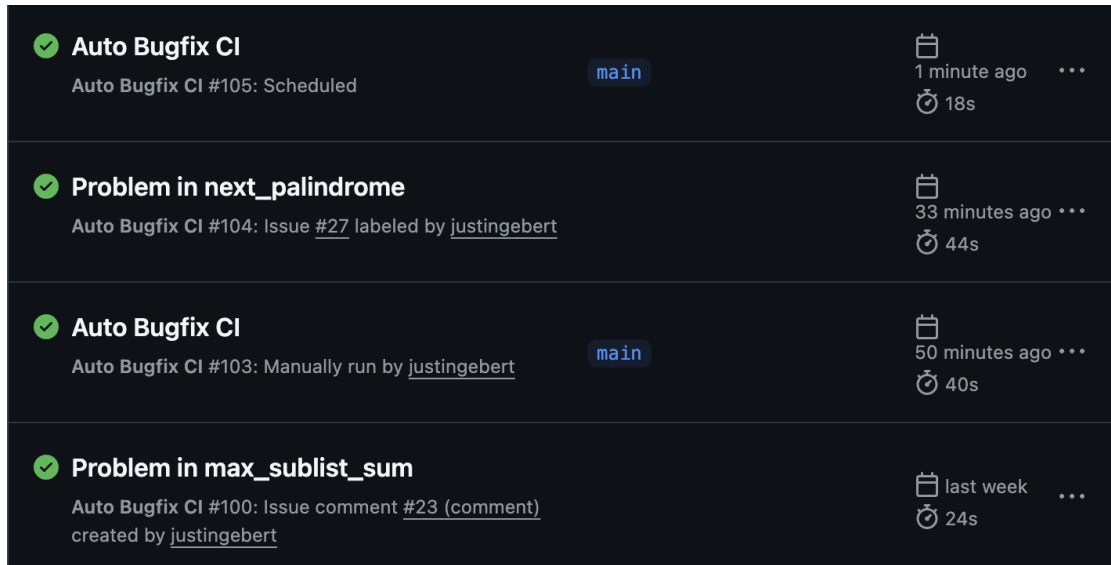 Auto Bugfix CI
Auto Bugfix CI #105: Scheduled
main
1 minute ago
18s
Problem in next_palindrome
Auto Bugfix CI #104: Issue #27 labeled by justingebert
33 minutes ago
44s
Auto Bugfix CI
Auto Bugfix CI #103: Manually run by justingebert
main
50 minutes ago
40s
Problem in max_sublist_sum
Auto Bugfix CI #100: Issue comment #23 (comment)
created by justingebert
last week
24s